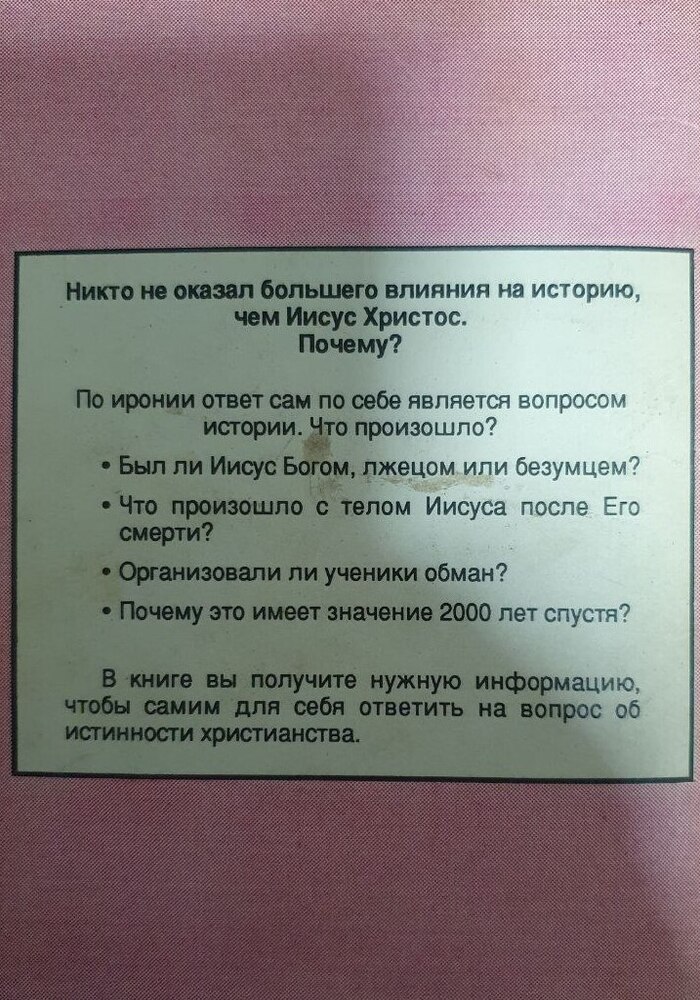 Никто не оказал большего влияния на историю,
чем Иисус Христос.
Почему?
По иронии ответ сам по себе является вопросом
истории. Что произошло?
• Был ли Иисус Богом, лжецом или безумцем?
• Что произошло с телом Иисуса после Его
смерти?
• Организовали ли ученики обман?
• Почему это имеет значение 2000 лет спустя?
В книге вы получите нужную информацию,
чтобы самим для себя ответить на вопрос об
истинности христианства.